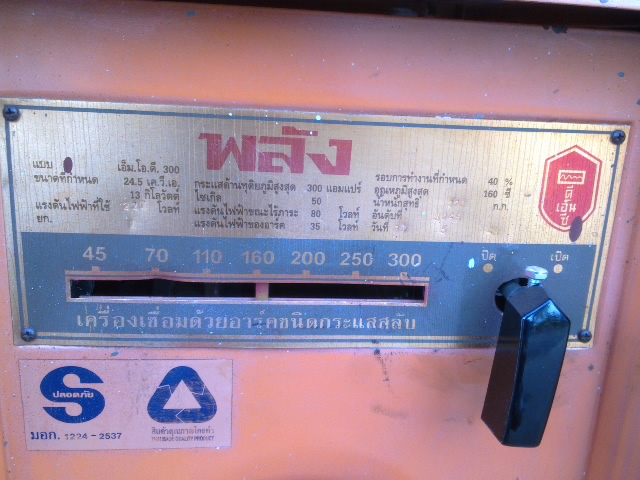 พลัง
แบบ เอ็ม.โอ.ดี. 300
ขนาดที่กำหนด 24.5 เค.วี.เอ.
13 กิโลวัตต์
แรงดันไฟฟ้าที่ใช้ โวลท์
ยก.
กระแสด้านทุติยภูมิสูงสุด 300 แอมแปร์
ไซเกิล 50
แรงดันไฟฟ้าขณะไร้ภาระ 80 โวลท์
แรงดันไฟฟ้าของอาร์ค 35 โวลท์
รอบการทำงานที่กำหนด 40 %
อุณหภูมิสูงสุด 160 ซี
น้ำหนักสุทธิ ก.ก.
อันดับที่
วันที่
ดี
เอ็น
ซี
45 70 110 160 200 250 300
ปิด เปิด
เครื่องเชื่อมด้วยอาร์คชนิดกระแสสลับ
S
ปลอดภัย
มอก. 1224 - 2537